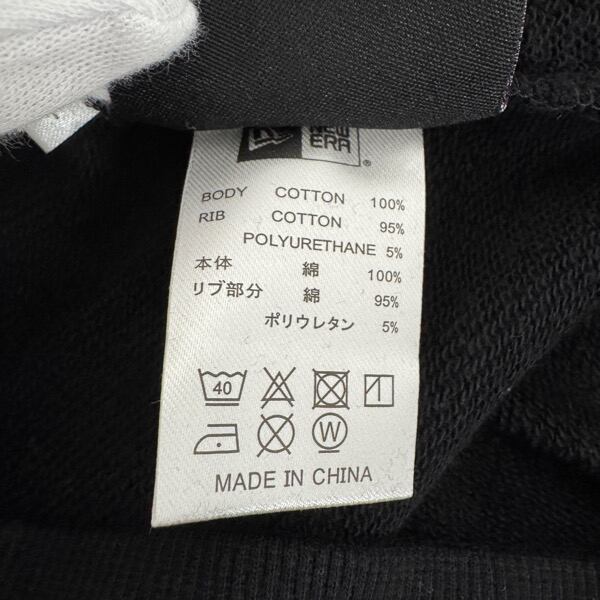 NEW
ERA
®
BODY COTTON 100%
RIB COTTON 95%
POLYURETHANE 5%
本体 綿 100%
リブ部分 綿 95%
ポリウレタン 5%
40
W
MADE IN CHINA